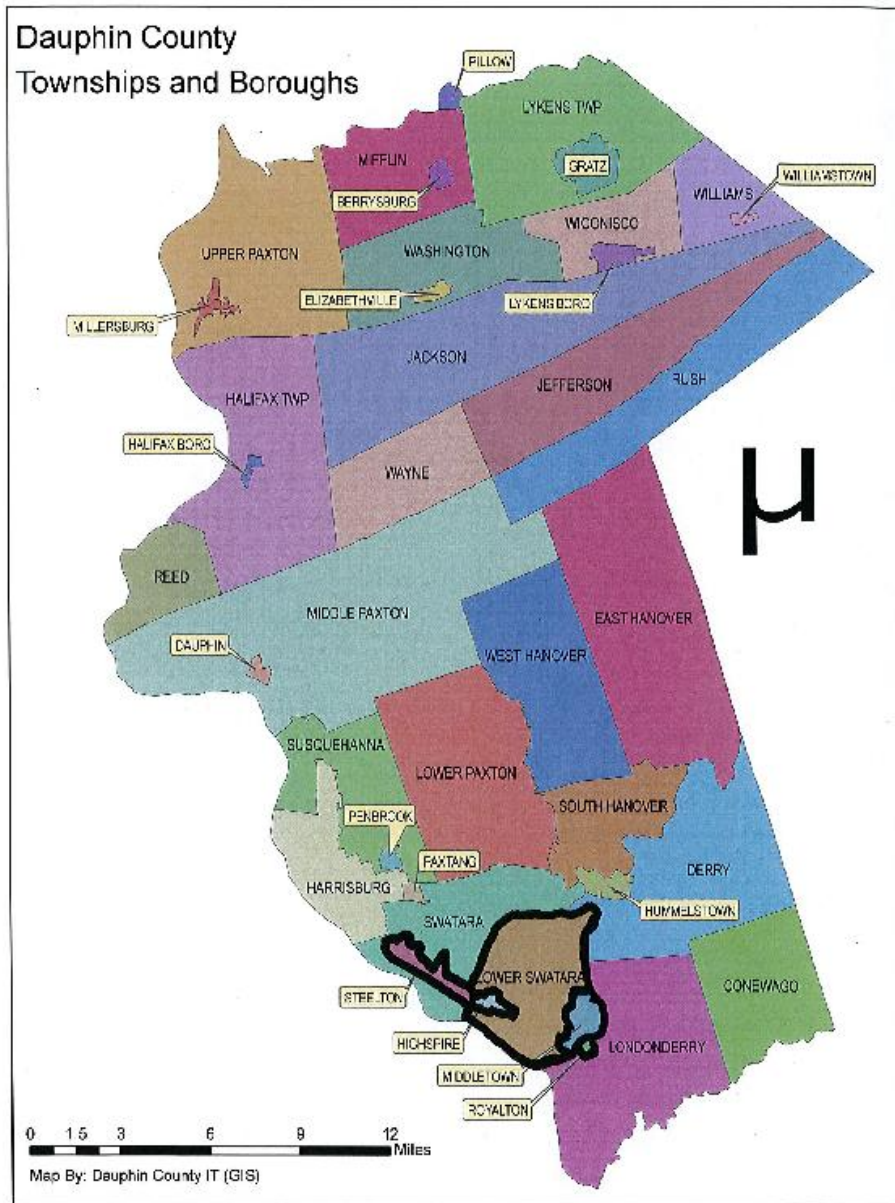 Dauphin County
Townships and Boroughs
PILLOW
LYKENS TWP
MIFFLIN
GRATZ
WILLIAMSTOWN
BERRYSBURG
WILLIAMS
WICONISCO
UPPER PAXTON
WASHINGTON
ELIZABETHVILLE
LYKENS BORO
MILLERSBURG
JACKSON
JEFFERSON
RUSH
HALIFAX TWP
HALIFAX BORO
WAYNE
µ
REED
MIDDLE PAXTON
EAST HANOVER
DAUPHIN
WEST HANOVER
SUSQUEHANNA
LOWER PAXTON
SOUTH HANOVER
PENBROOK
PAXTANG
DERRY
HARRISBURG
HUMMELSTOWN
SWATARA
LOWER SWATARA
CONEWAGO
STEELTON
HIGHSPIRE
LONDONDERRY
MIDDLETOWN
ROYALTON
0 1.5 3 6 9 12
Miles
Map By: Dauphin County IT (GIS)